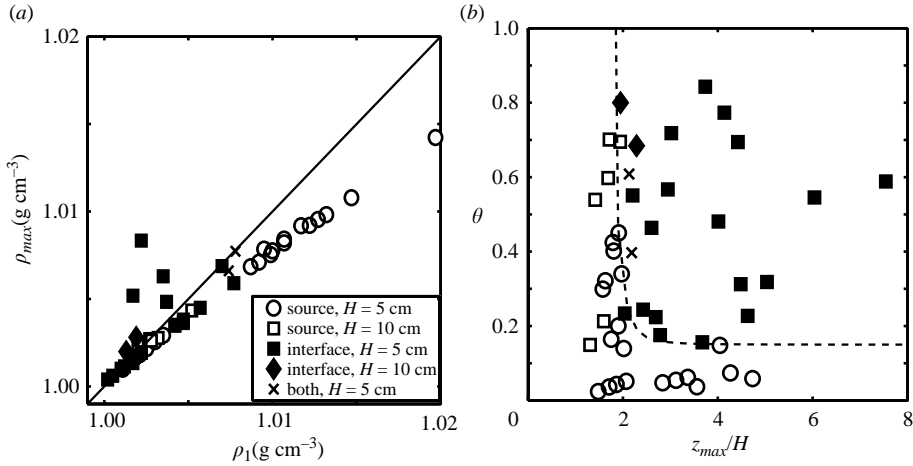 (a)
1.02
1.01
1.00
ρmax(g cm–3)
source, H = 5 cm
source, H = 10 cm
interface, H = 5 cm
interface, H = 10 cm
both, H = 5 cm
1.00
1.01
1.02
ρ1(g cm–3)
(b)
1.0
0.8
0.6
θ
0.4
0.2
0
2
4
6
8
zmax/H